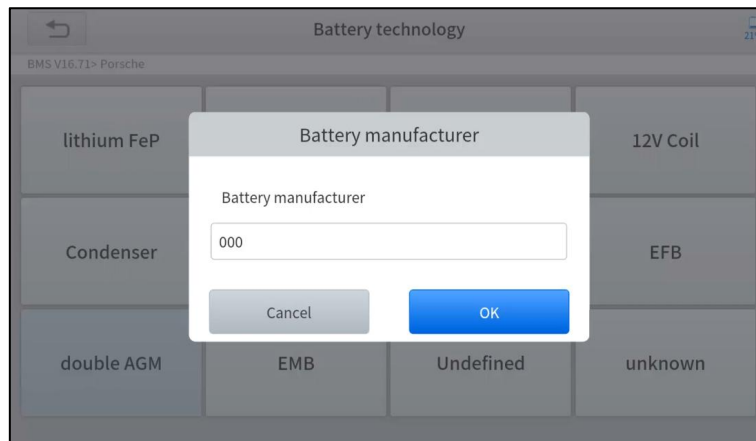 Battery technology
21
BMS V16.71> Porsche
lithium FeP
12V Coil
Battery manufacturer
Battery manufacturer
000
Condenser
EFB
Cancel
OK
double AGM
EMB
Undefined
unknown